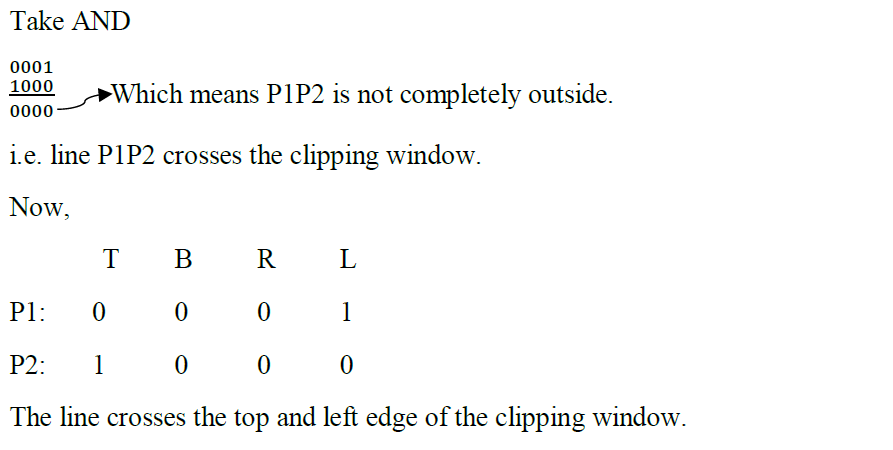 Take AND
0001
1000
0000 Which means P1P2 is not completely outside.
i.e. line P1P2 crosses the clipping window.
Now,
T B R L
P1: 0 0 0 1
P2: 1 0 0 0
The line crosses the top and left edge of the clipping window.